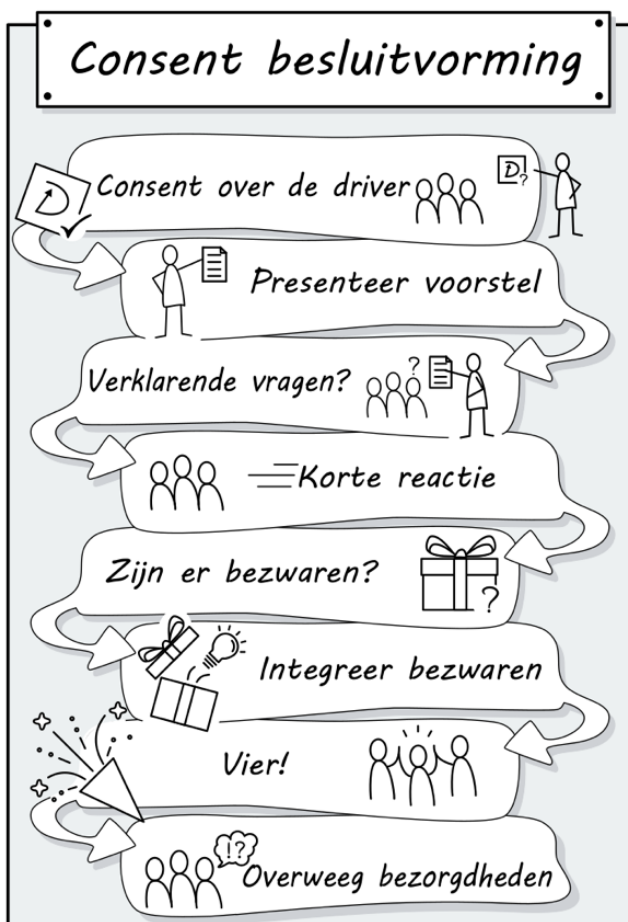 Consent besluitvorming
D
Consent over de driver
D?
Presenteer voorstel
Verklarende vragen?
?
Korte reactie
Zijn er bezwaren?
?
Integreer bezwaren
Vier!
!?
Overweeg bezorgdheden